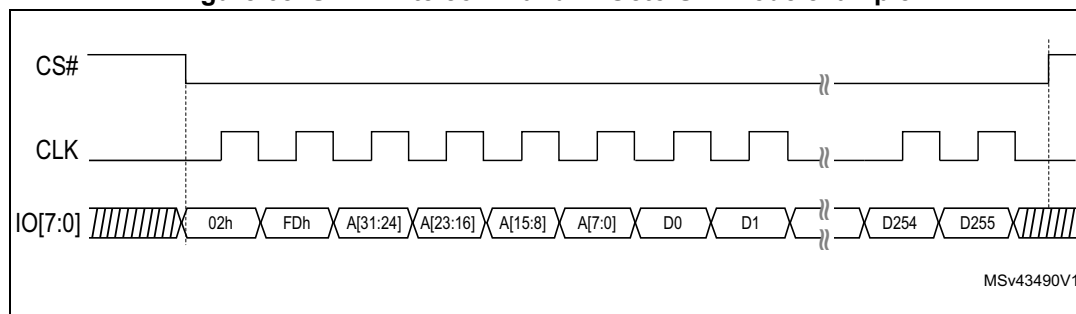 CS#
CLK
IO[7:0] 02h FDh A[31:24] A[23:16] A[15:8] A[7:0] D0 D1 D254 D255
MSv43490V1